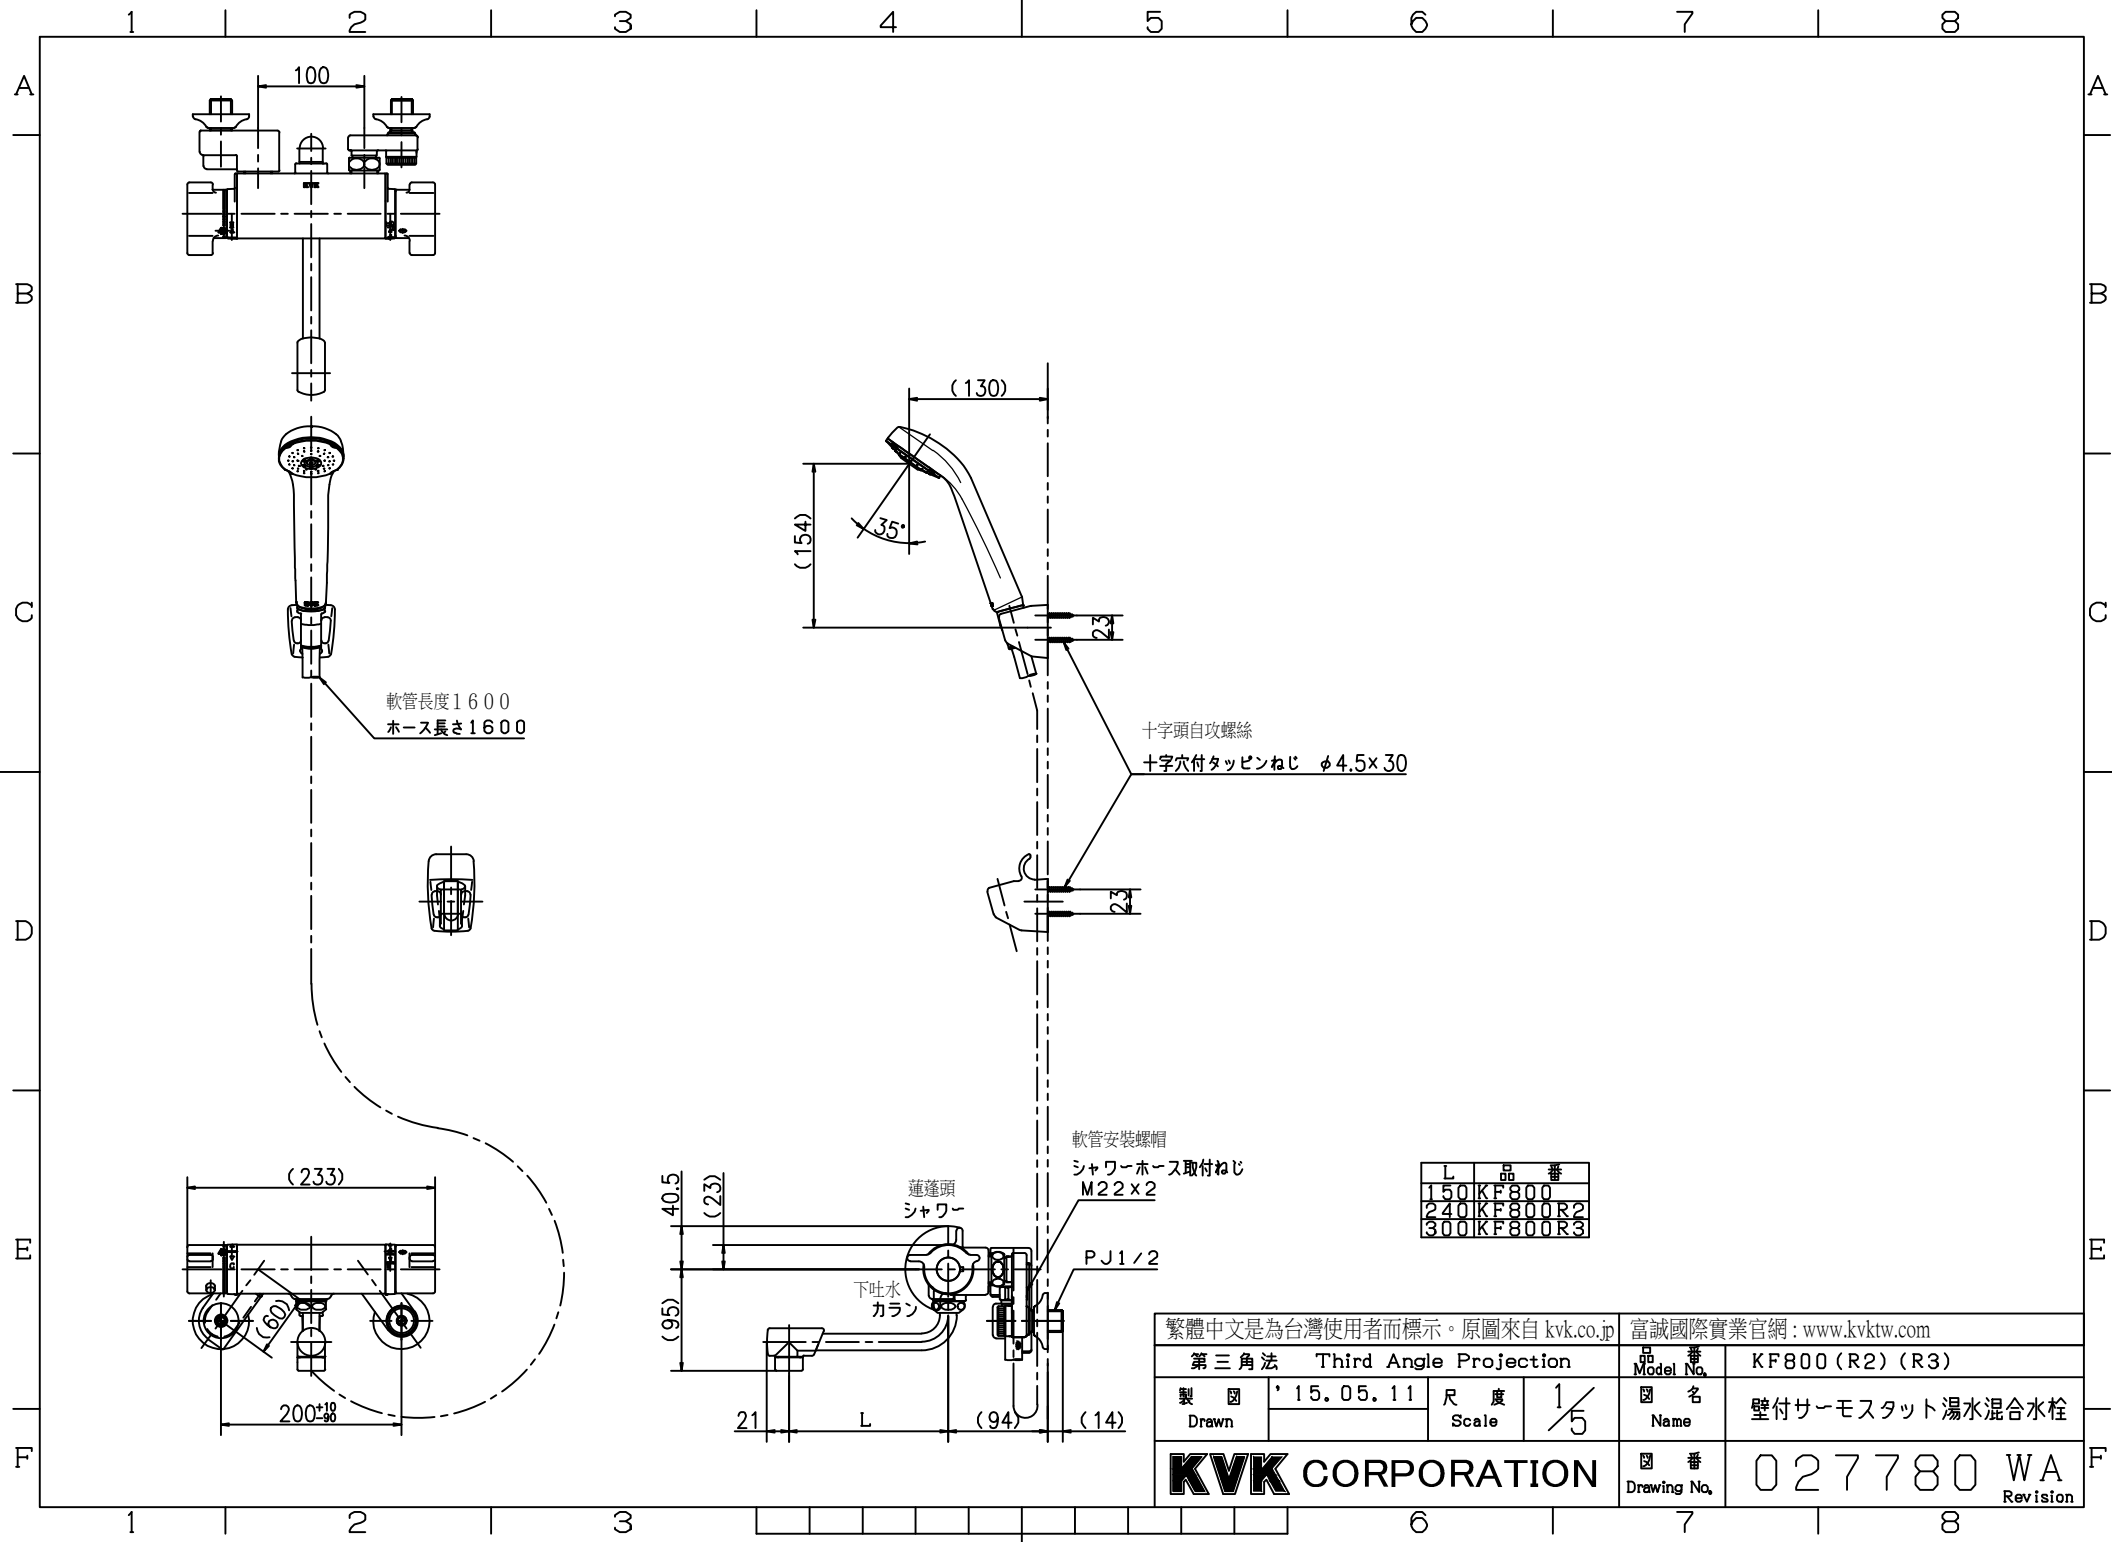 1 2 3 4 5 6 7 8
A A
B B
C C
D D
E E
F F
100
KVK
(130)
(154)
35°
23
軟管長度1600
ホース長さ1600
十字頭自攻螺絲
十字穴付タッピンねじ φ4.5×30
23
(233)
(60)
200+10-90
40.5
(23)
(95)
蓮蓬頭
シャワー
下吐水
カラン
軟管安裝螺帽
シャワーホース取付ねじ
M22×2
PJ1/2
21
L
(94)
(14)
L 品番
150 KF800
240 KF800R2
300 KF800R3
繁體中文是為台灣使用者而標示。原圖來自 kvk.co.jp
富誠國際實業官網 : www.kvktw.com
第三角法 Third Angle Projection
品番 Model No.
KF800(R2)(R3)
製図 Drawn
'15.05.11
尺度 Scale
1/5
図名 Name
壁付サーモスタット湯水混合水栓
KVK CORPORATION
図番 Drawing No.
027780 WA
Revision
1 2 3 6 7 8